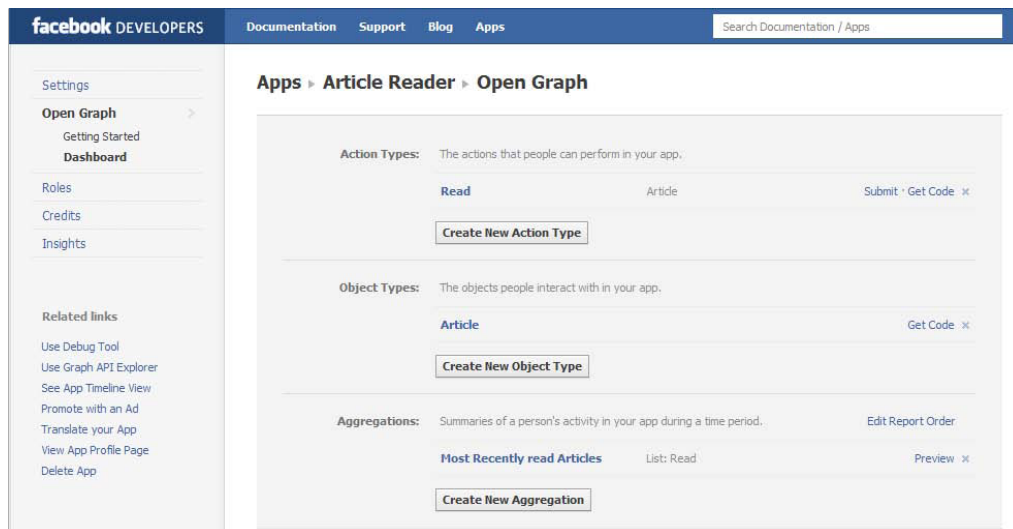 facebook DEVELOPERS
Documentation Support Blog Apps
Search Documentation / Apps
Settings
Open Graph
Getting Started
Dashboard
Roles
Credits
Insights
Related links
Use Debug Tool
Use Graph API Explorer
See App Timeline View
Promote with an Ad
Translate your App
View App Profile Page
Delete App
Apps ▸ Article Reader ▸ Open Graph
Action Types: The actions that people can perform in your app.
Read Article Submit · Get Code ×
Create New Action Type
Object Types: The objects people interact with in your app.
Article Get Code ×
Create New Object Type
Aggregations: Summaries of a person's activity in your app during a time period. Edit Report Order
Most Recently read Articles List: Read Preview ×
Create New Aggregation